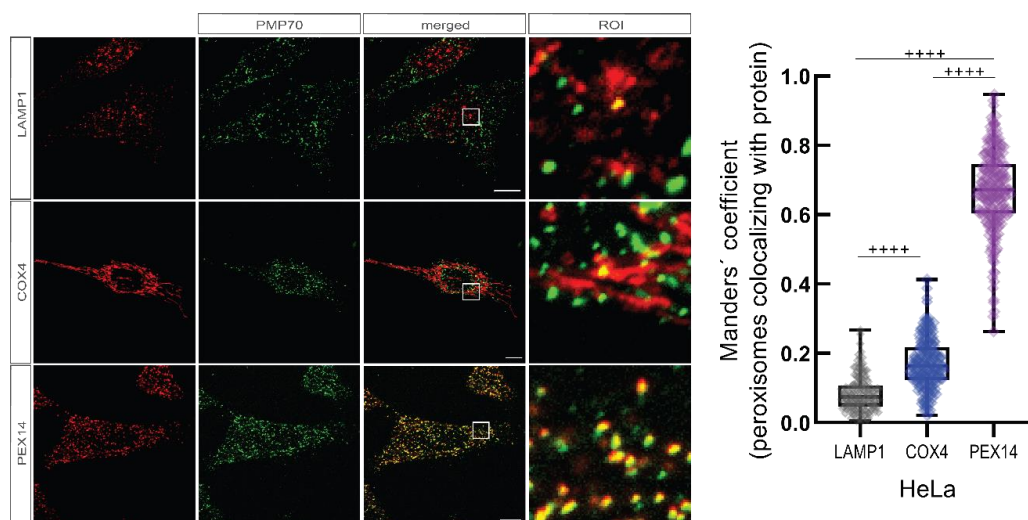 PMP70
merged
ROI
LAMP1
COX4
PEX14
Manders´ coefficient
(peroxisomes colocalizing with protein)
++++
++++
++++
1.0
0.8
0.6
0.4
0.2
0.0
LAMP1
COX4
PEX14
HeLa